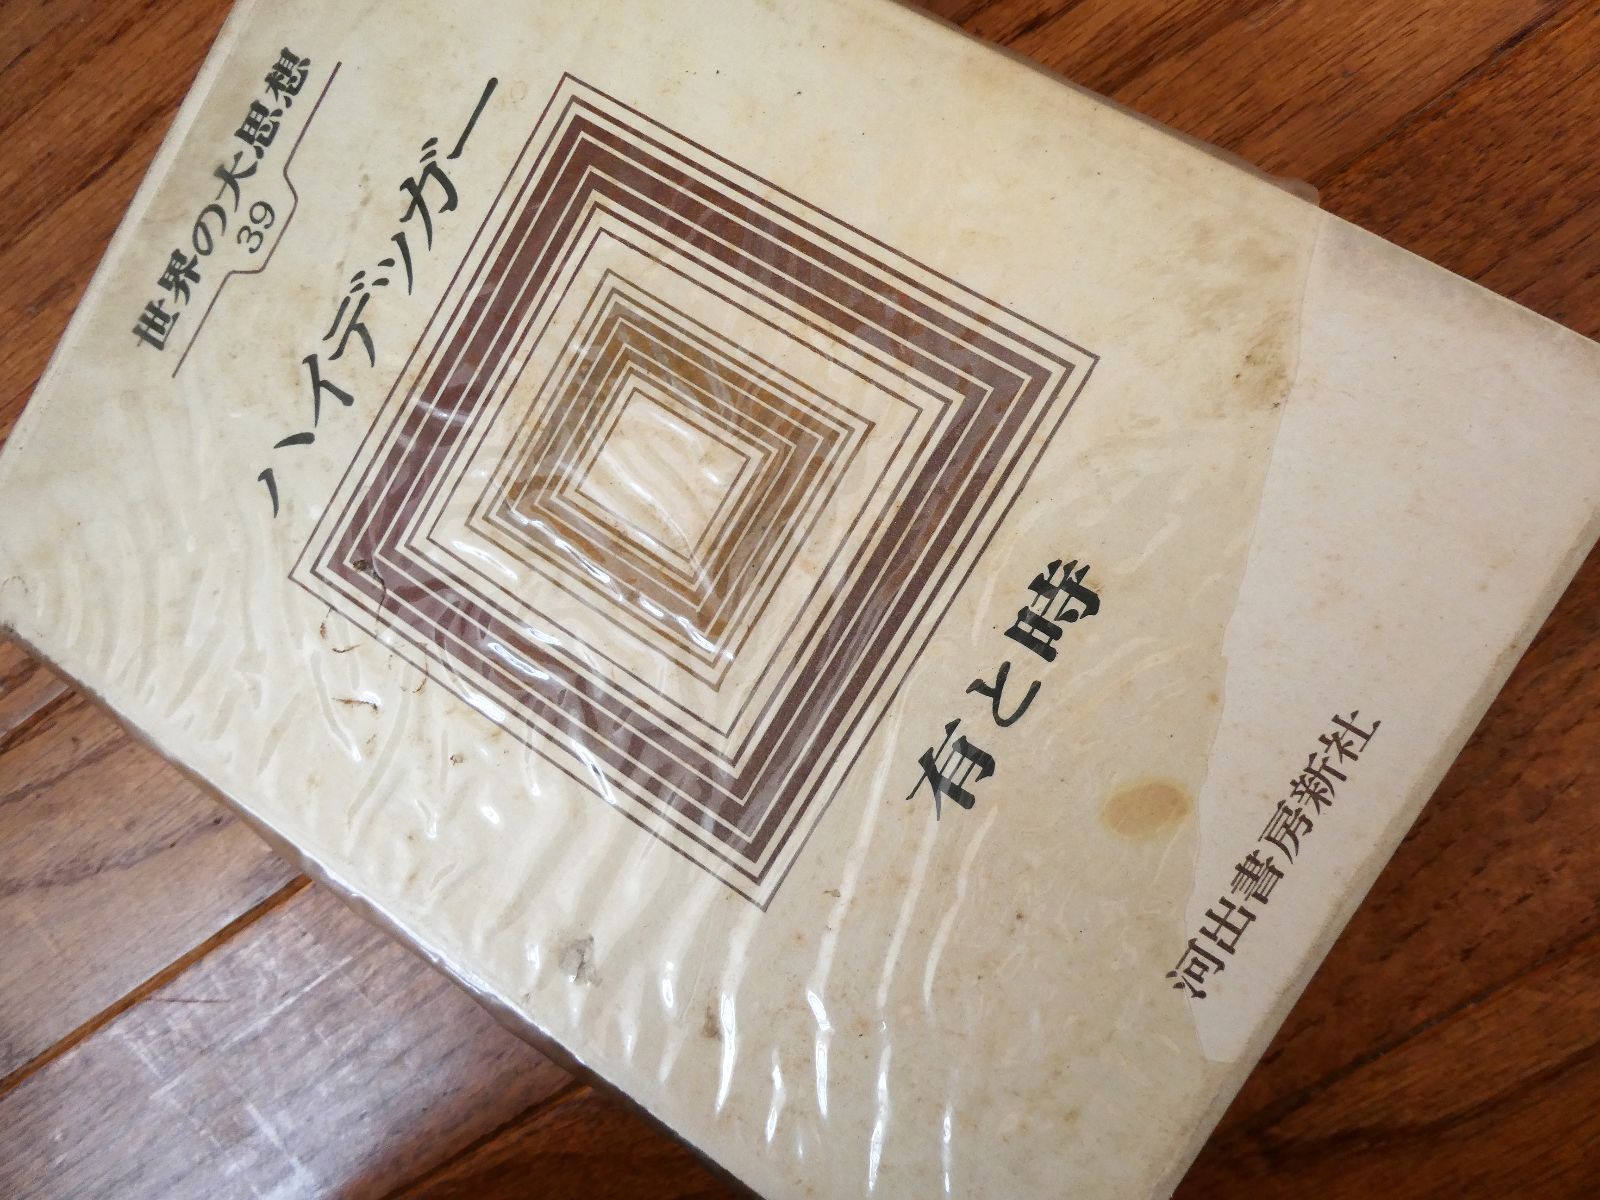 世界の大思想
39
ハイデッガー
有と時
河出書房新社